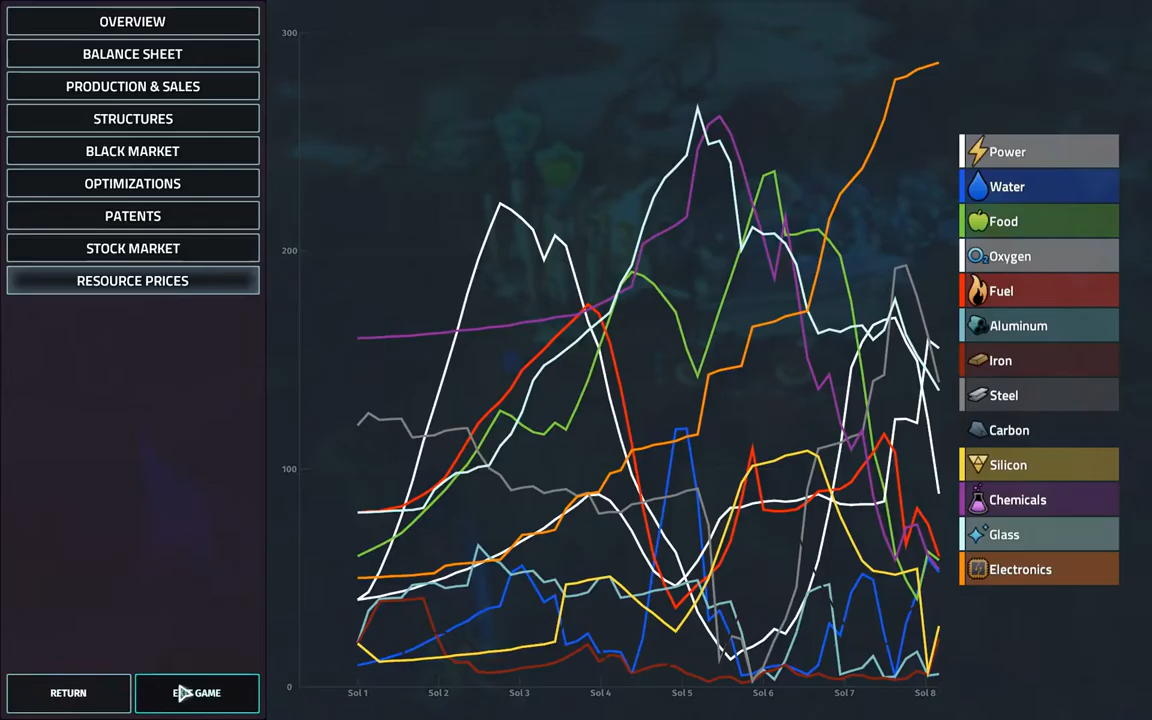 OVERVIEW
BALANCE SHEET
PRODUCTION & SALES
STRUCTURES
BLACK MARKET
OPTIMIZATIONS
PATENTS
STOCK MARKET
RESOURCE PRICES
RETURN
GAME
300
200
100
0
Sol 1
Sol 2
Sol 3
Sol 4
Sol 5
Sol 6
Sol 7
Sol 8
Power
Water
Food
O2 Oxygen
Fuel
Aluminum
Iron
Steel
Carbon
Silicon
Chemicals
Glass
Electronics